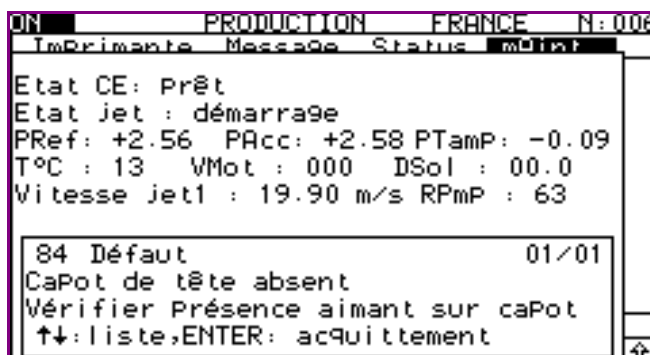 ON PRODUCTION FRANCE N:006
Imprimante Message Status mOint
Etat CE: Prêt
Etat jet : démarrage
PRef: +2.56 PAcc: +2.58 PTamp: -0.09
T°C : 13 VMot : 000 DSol : 00.0
Vitesse jet1 : 19.90 m/s RPmp : 63
84 Défaut 01/01
Capot de tête absent
Vérifier Présence aimant sur capot
↑↓:liste,ENTER: acquittement